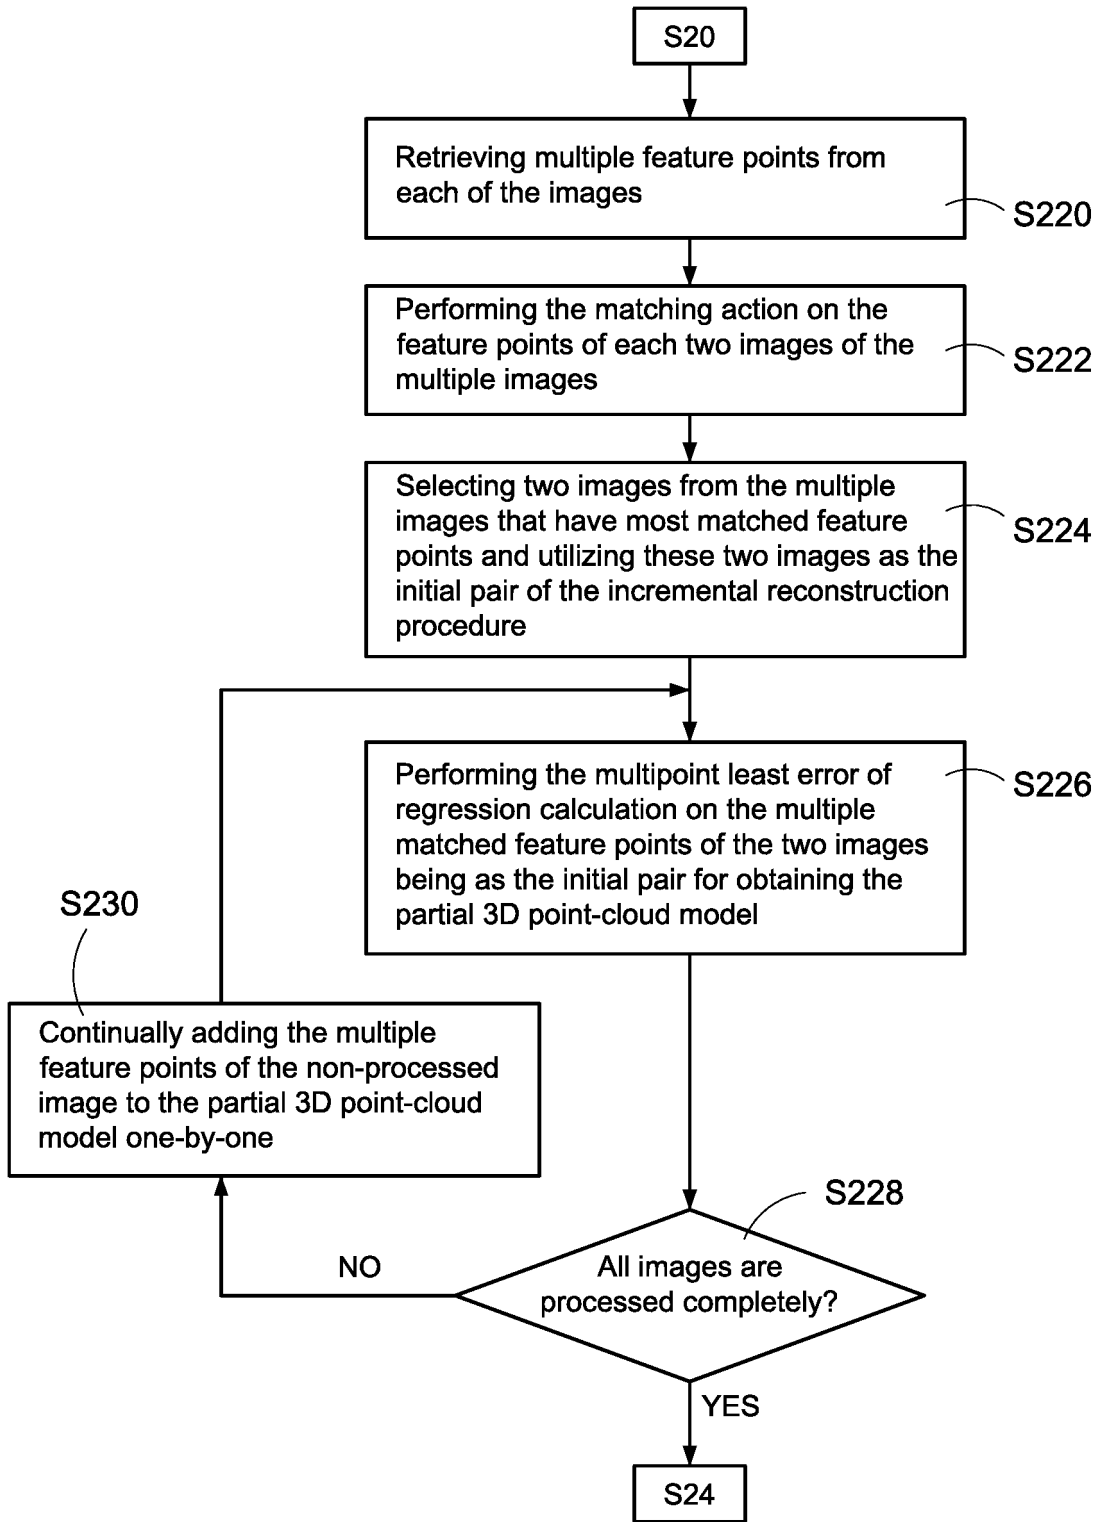 S20
Retrieving multiple feature points from
each of the images
S220
Performing the matching action on the
feature points of each two images of the
multiple images
S222
Selecting two images from the multiple
images that have most matched feature
points and utilizing these two images as the
initial pair of the incremental reconstruction
procedure
S224
Performing the multipoint least error of
regression calculation on the multiple
matched feature points of the two images
being as the initial pair for obtaining the
partial 3D point-cloud model
S226
S230
Continually adding the multiple
feature points of the non-processed
image to the partial 3D point-cloud
model one-by-one
S228
All images are
processed completely?
NO
YES
S24